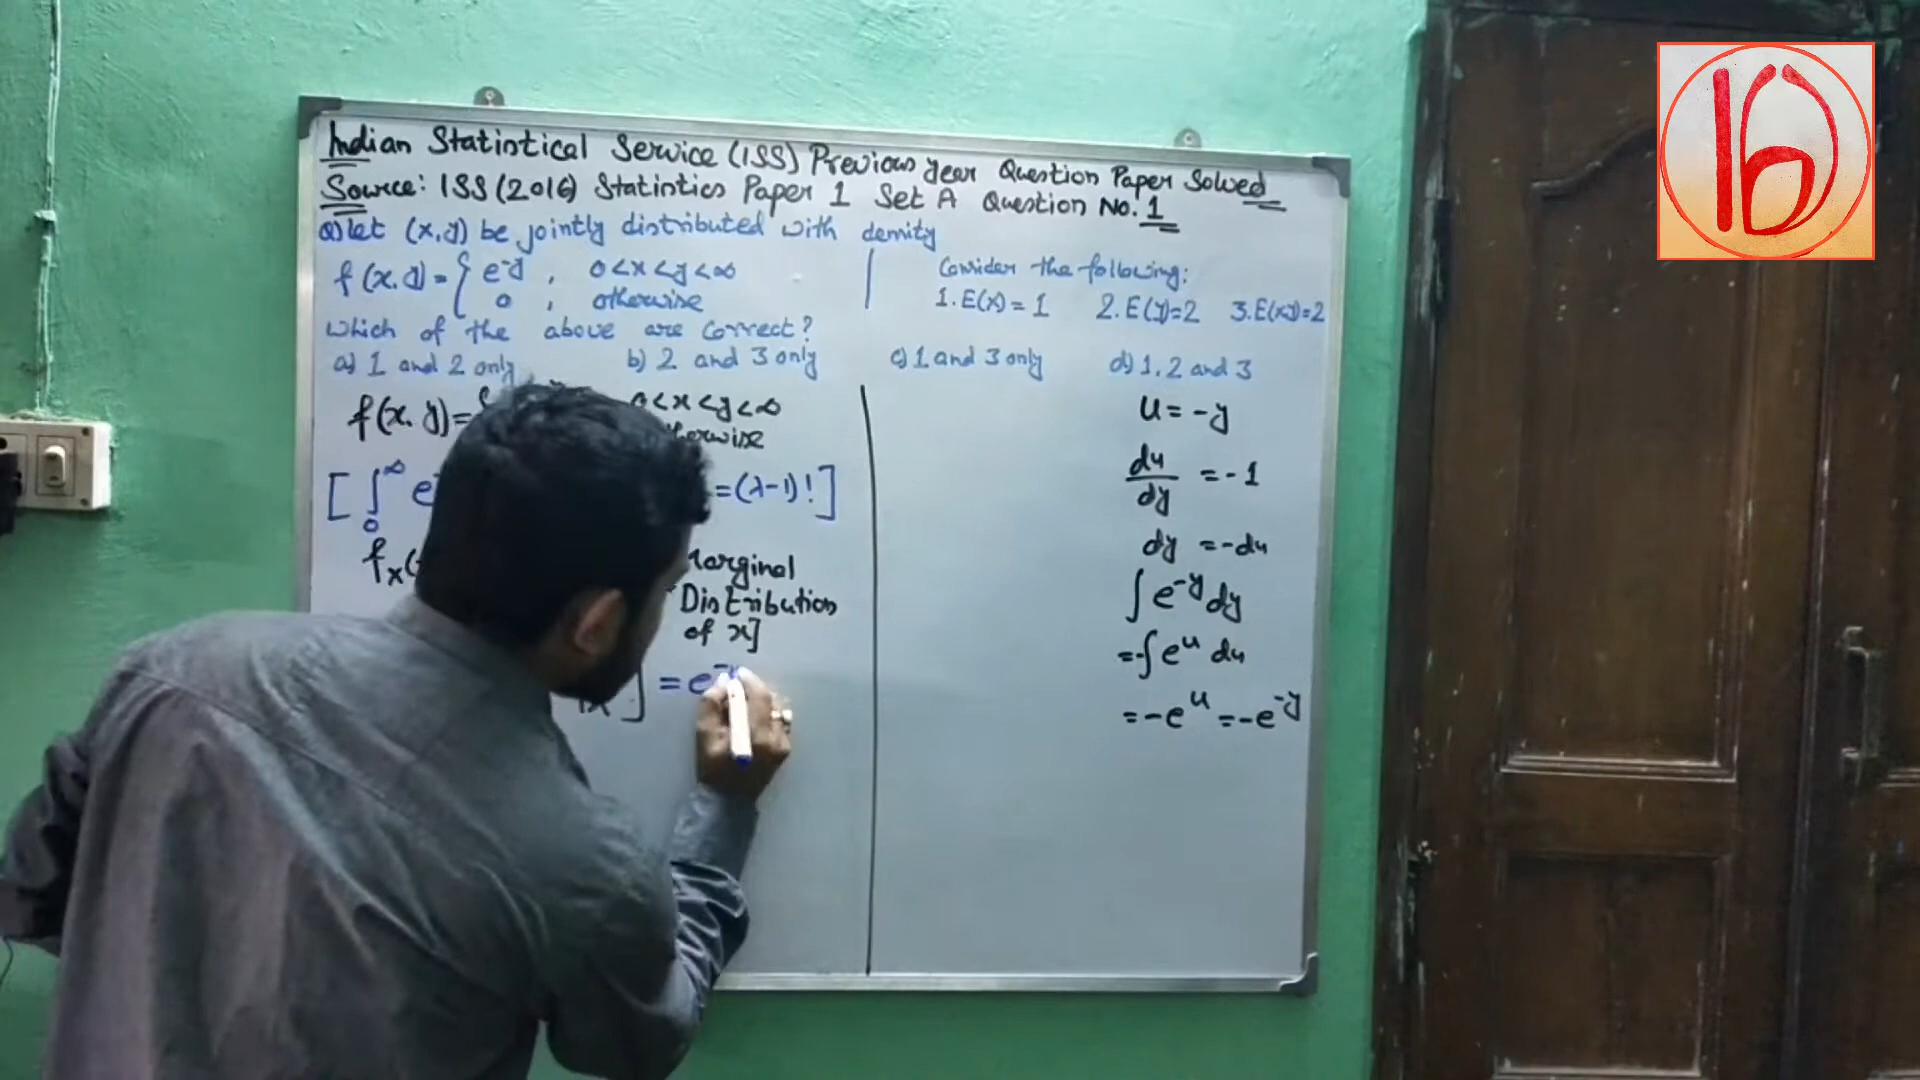 Indian Statistical Service (ISS) Previous year Question Paper Solved
Source: ISS (2016) Statistics Paper 1 Set A Question No. 1
Q) let (x,y) be jointly distributed with density
f(x,y) = { e^-y , 0<x<y<∞
0 , otherwise
Consider the following:
1. E(x) = 1 2. E(y)=2 3. E(xy)=2
which of the above are correct?
a) 1 and 2 only b) 2 and 3 only c) 1 and 3 only d) 1, 2 and 3
f(x,y)= 0<x<y<∞
[ ∫0^∞ =(λ-1)! ]
Distribution
of x]
u = -y
du/dy = -1
dy = -du
∫ e^-y dy
=-∫ e^u du
= -e^u = -e^-y